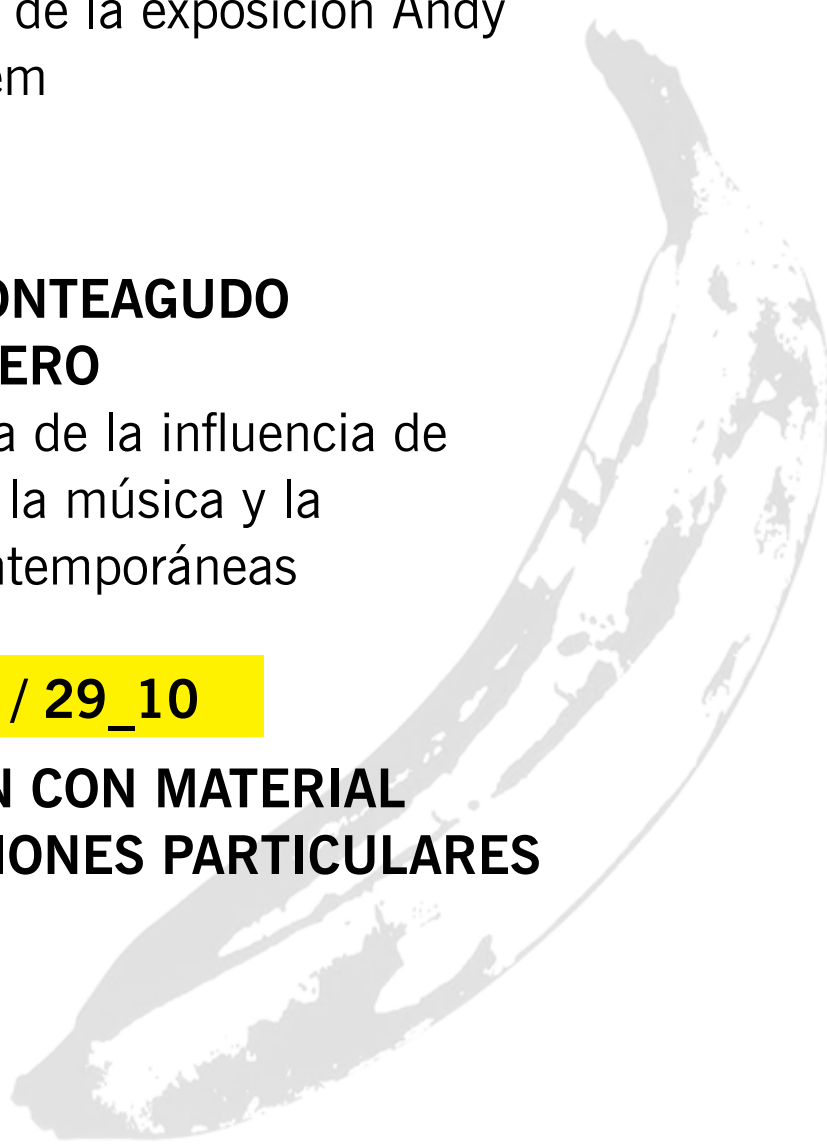 de la exposición Andy
em
ONTEAGUDO
ERO
a de la influencia de
la música y la
ntemporáneas
/ 29_10
N CON MATERIAL
IONES PARTICULARES